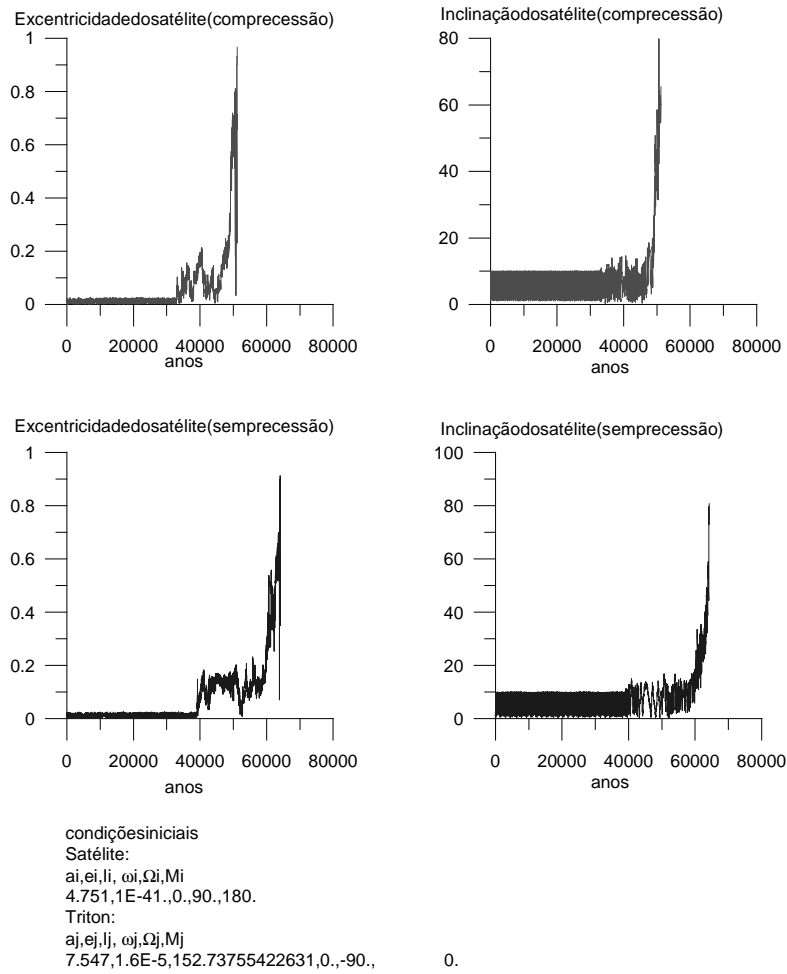 Excentricidadedosatélite(comprecessão)
1
0.8
0.6
0.4
0.2
0
0 20000 40000 60000 80000
anos
Inclinaçãodosatélite(comprecessão)
80
60
40
20
0
0 20000 40000 60000 80000
anos
Excentricidadedosatélite(semprecessão)
1
0.8
0.6
0.4
0.2
0
0 20000 40000 60000 80000
anos
Inclinaçãodosatélite(semprecessão)
100
80
60
40
20
0
0 20000 40000 60000 80000
anos
condiçõesiniciais
Satélite:
ai,ei,Ii, ωi,Ωi,Mi
4.751,1E-41.,0.,90.,180.
Triton:
aj,ej,Ij, ωj,Ωj,Mj
7.547,1.6E-5,152.73755422631,0.,-90., 0.